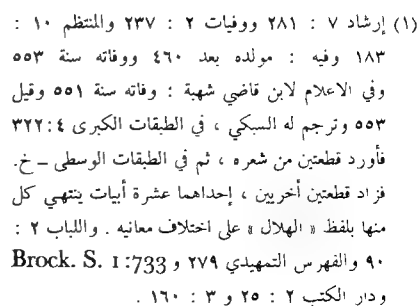 (١) إرشاد ٧ : ٢٨١ ووفيات ٢ : ٢٣٧ والمنتظم ١٠ :
١٨٣ وفيه : مولده بعد ٤٦٠ ووفاته سنة ٥٥٣
وفي الاعلام لابن قاضي شهبة : وفاته سنة ٥٥١ وقيل
٥٥٣ وترجم له السبكي ، في الطبقات الكبرى ٤ : ٣٢٢
فأورد قطعتين من شعره ، ثم في الطبقات الوسطى - خ.
فزاد قطعتين أخريين ، إحداهما عشرة أبيات ينتهي كل
منها بلفظ « الهلال » على اختلاف معانيه . واللباب ٢ :
٩٠ والفهرس التمهيدي ٢٧٩ و Brock. S. I :733
ودار الكتب ٢ : ٢٥ و ٣ : ١٦٠ .